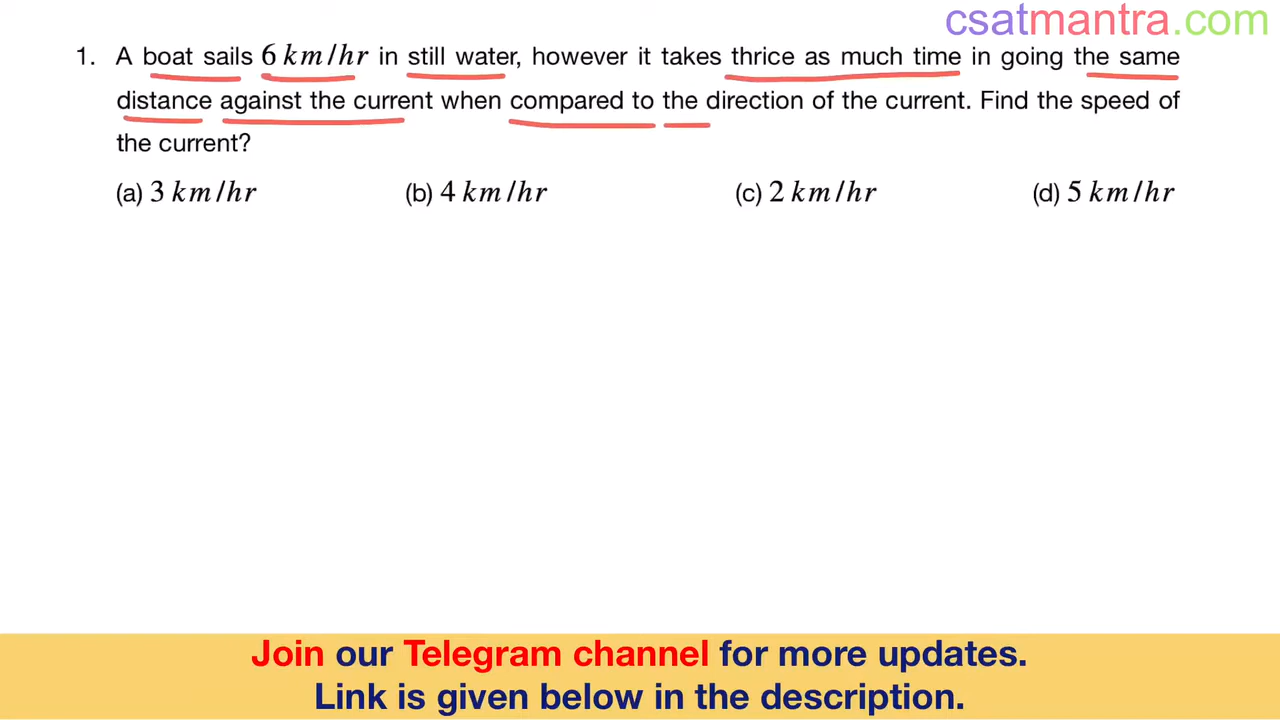 csatmantra.com
1. A boat sails 6 km/hr in still water, however it takes thrice as much time in going the same
distance against the current when compared to the direction of the current. Find the speed of
the current?
(a) 3 km/hr (b) 4 km/hr (c) 2 km/hr (d) 5 km/hr
Join our Telegram channel for more updates.
Link is given below in the description.